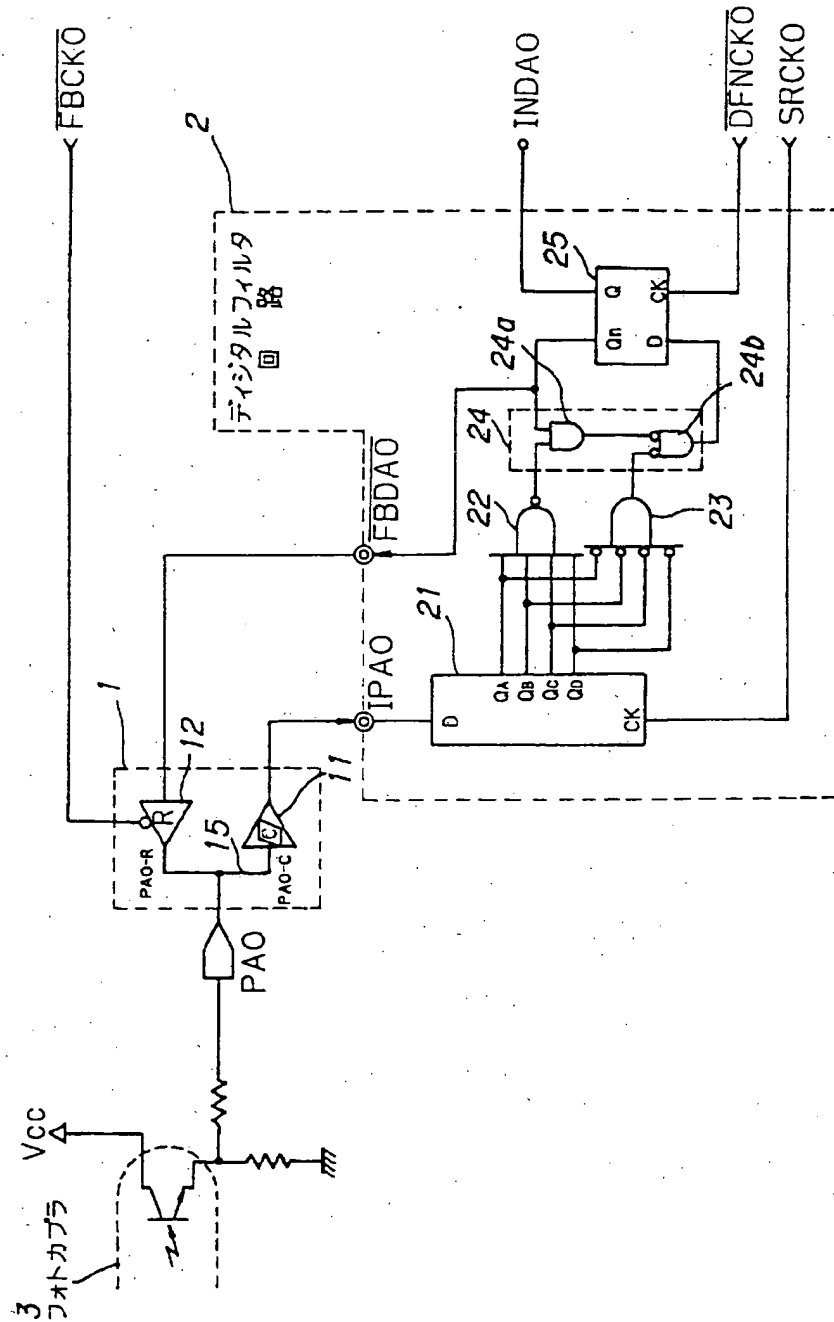 3
フォトカプラ
Vcc
PAO
1
PAO-R
R
12
15
PAO-C
C
11
FBCKO
IPAO
FBDAO
2
ディジタルフィルタ
回路
21
D
CK
QA
QB
QC
QD
22
23
24
24a
24b
25
Qn
Q
D
CK
INDAO
DFNCKO
SRCKO